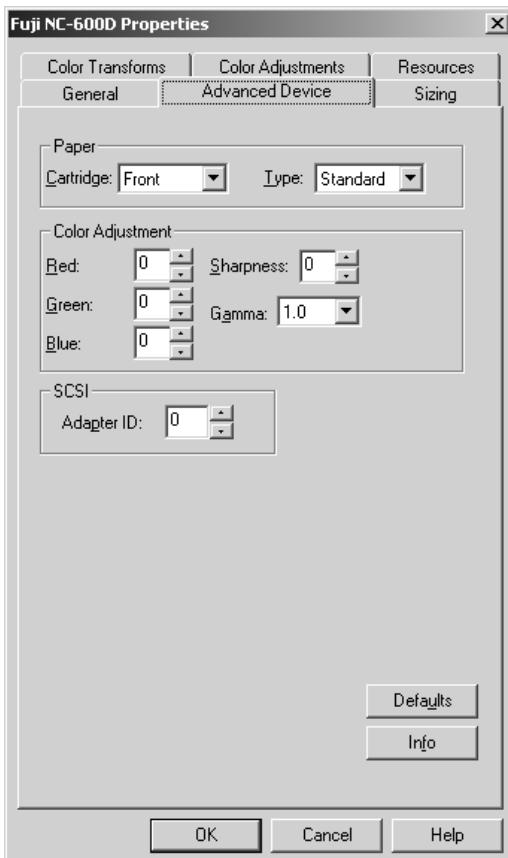 Fuji NC-600D Properties
Color Transforms Color Adjustments Resources
General Advanced Device Sizing
Paper
Cartridge: Front Type: Standard
Color Adjustment
Red: 0 Sharpness: 0
Green: 0 Gamma: 1.0
Blue: 0
SCSI
Adapter ID: 0
Defaults
Info
OK Cancel Help